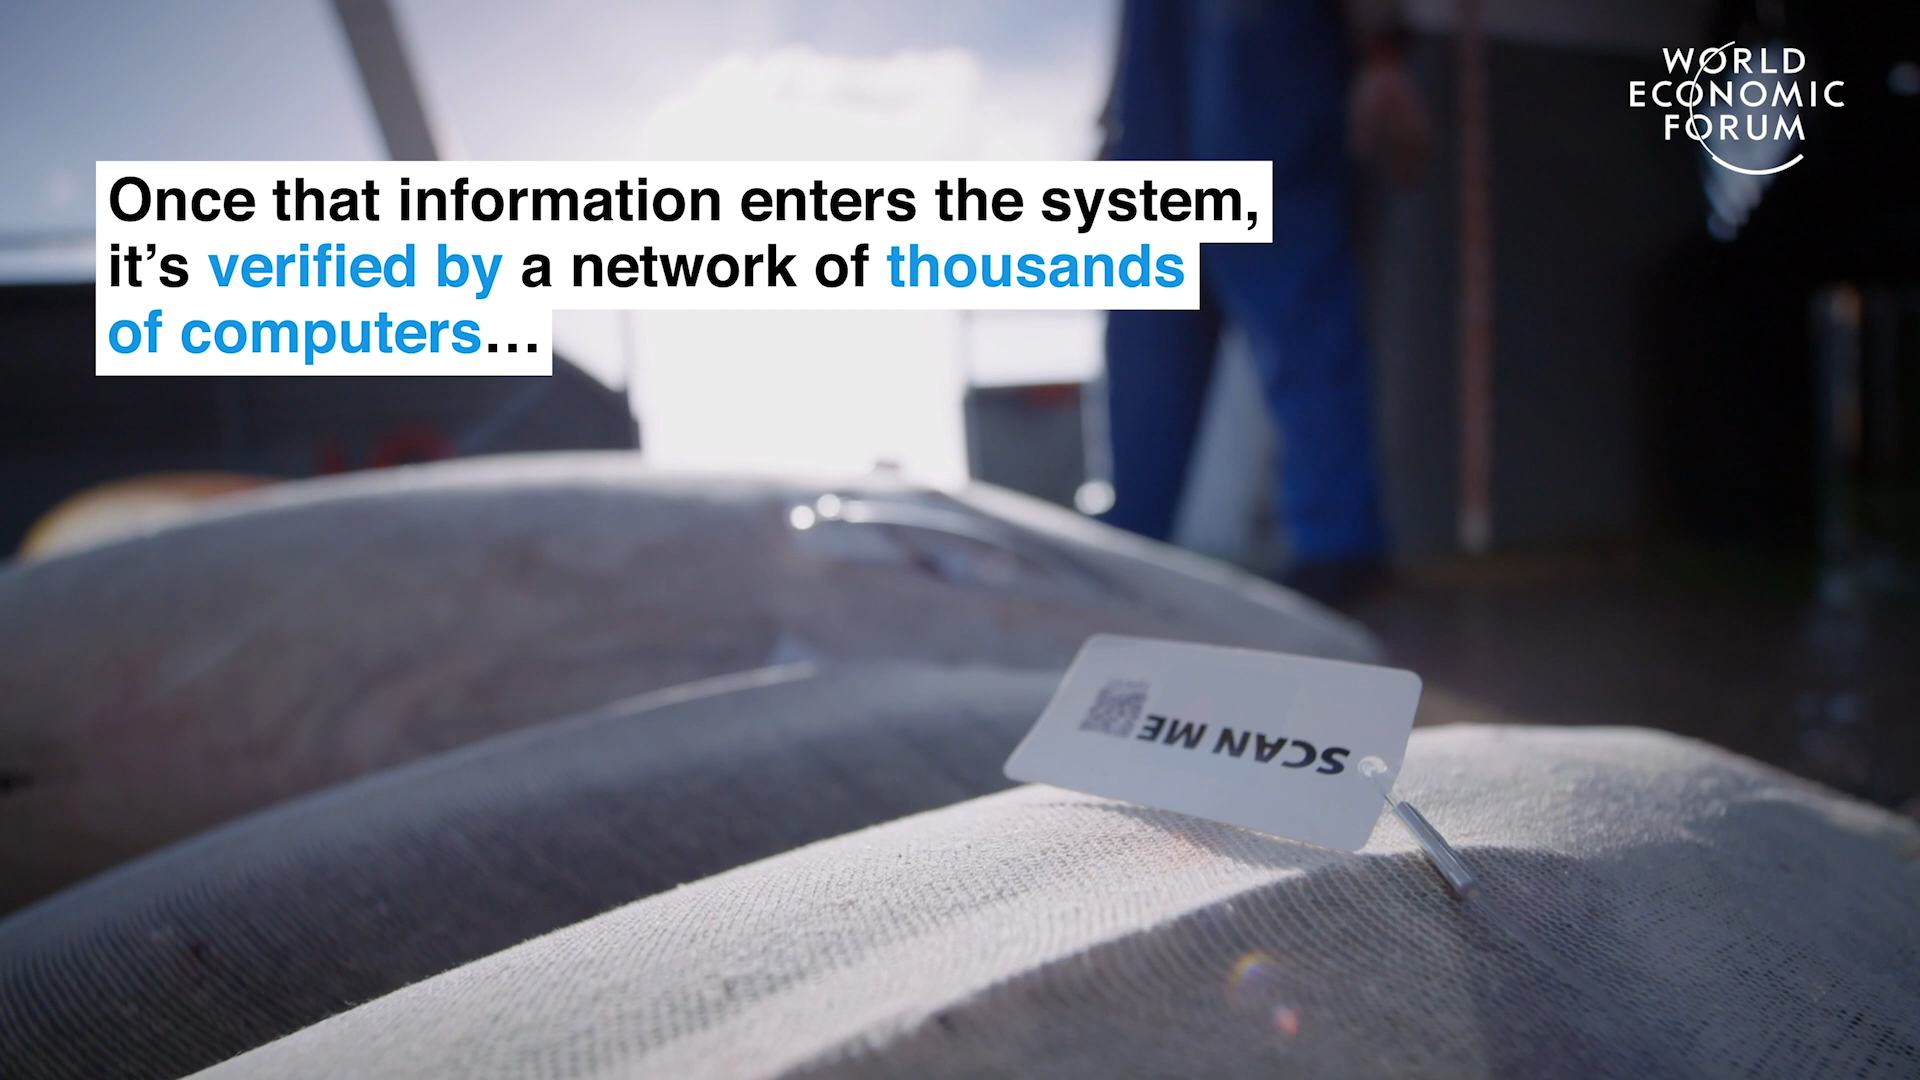 WORLD
ECONOMIC
FORUM
Once that information enters the system,
it’s verified by a network of thousands
of computers…
SCAN ME